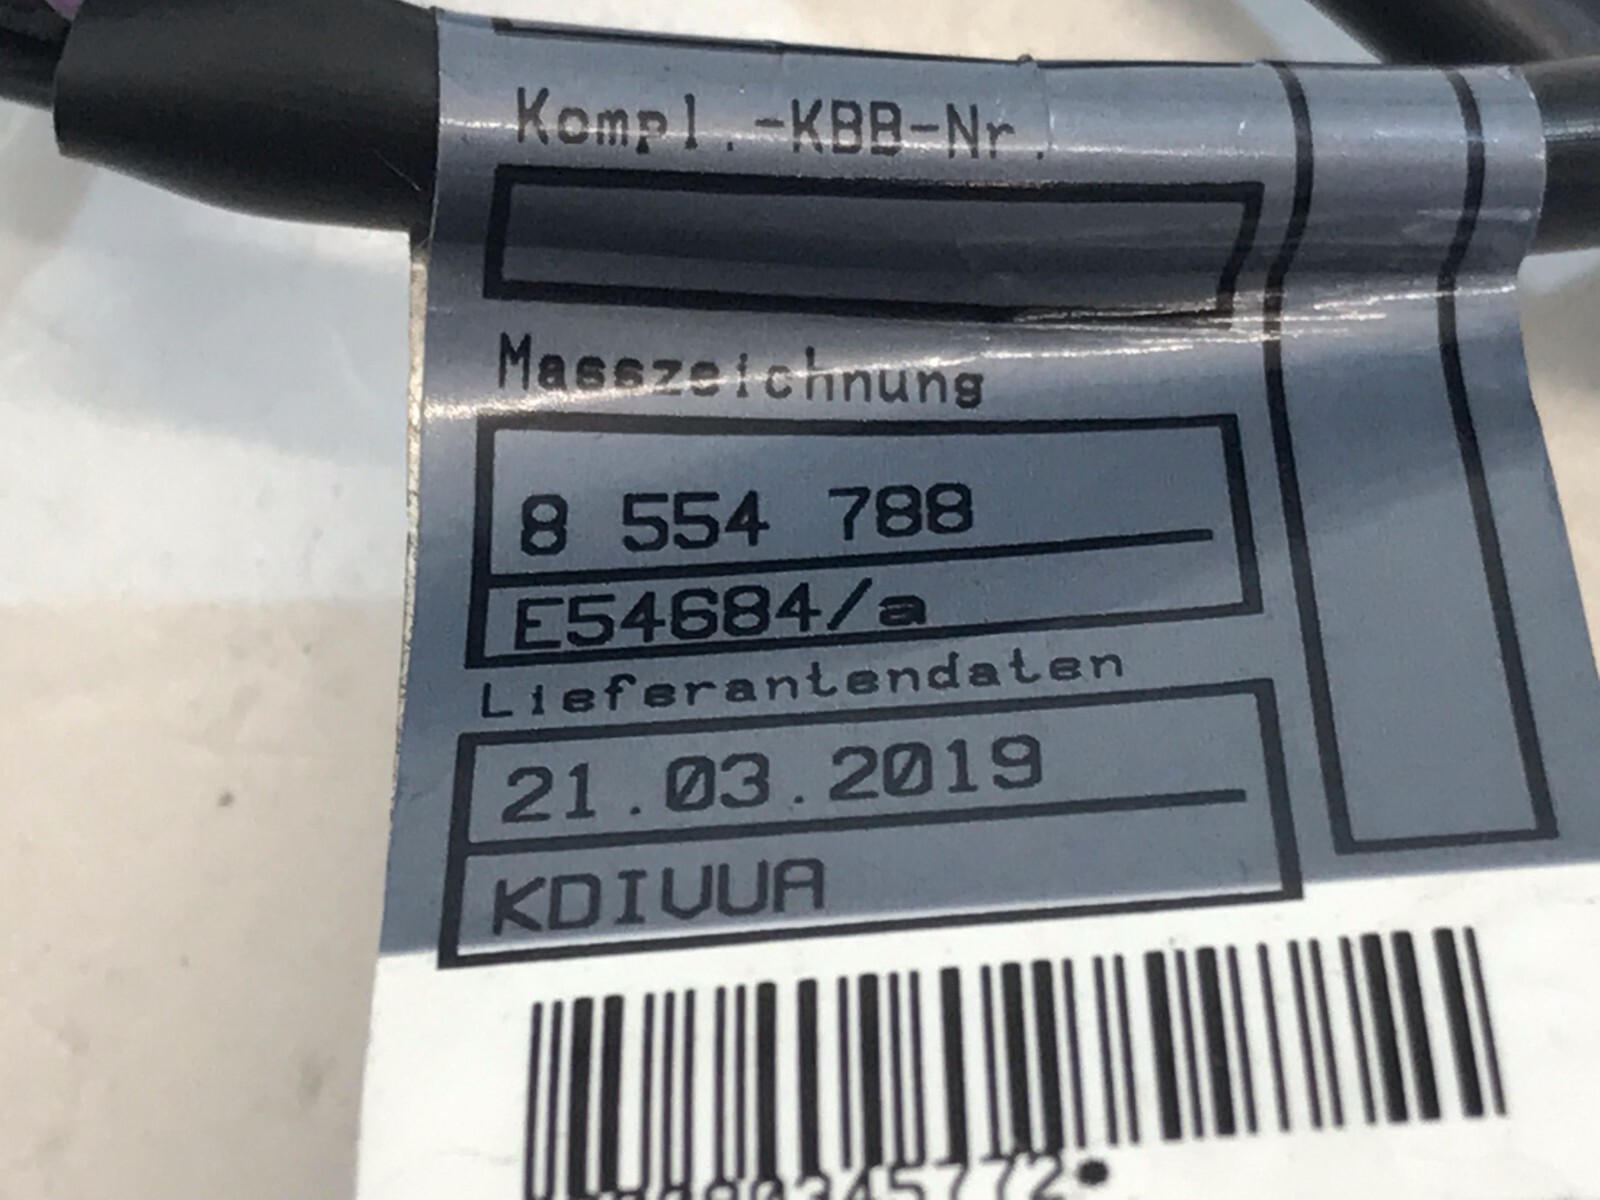 Kompl.-KBB-Nr.
Masszeichnung
8 554 788
E54684/a
Lieferantendaten
21.03.2019
KDIVUA